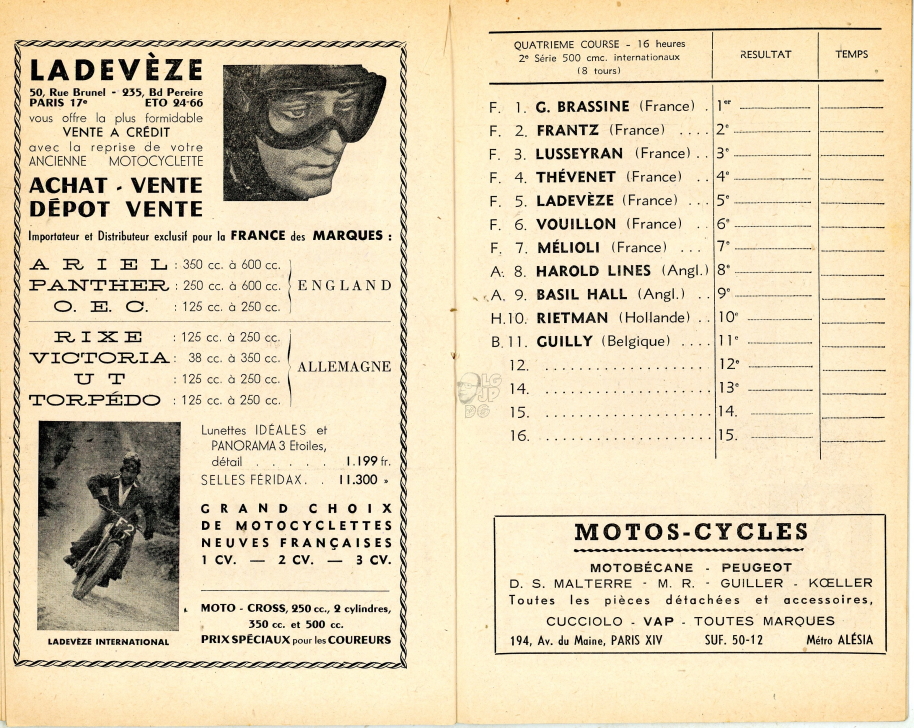 LADEVÈZE
50, Rue Brunel - 235, Bd Pereire
PARIS 17e ETO 24-66
vous offre la plus formidable
VENTE A CRÉDIT
avec la reprise de votre
ANCIENNE MOTOCYCLETTE
ACHAT - VENTE
DÉPOT VENTE
Importateur et Distributeur exclusif pour la FRANCE des MARQUES :
ARIEL : 350 cc. à 600 cc.
PANTHER : 250 cc. à 600 cc.
O. E. C. : 125 cc. à 250 cc.
ENGLAND
RIXE : 125 cc. à 250 cc.
VICTORIA : 38 cc. à 350 cc.
UT : 125 cc. à 250 cc.
TORPÉDO : 125 cc. à 250 cc.
ALLEMAGNE
F2
LADEVÈZE INTERNATIONAL
Lunettes IDÉALES et
PANORAMA 3 Etoiles,
détail . . . . . 1.199 fr.
SELLES FÉRIDAX. . 11.300 »
GRAND CHOIX
DE MOTOCYCLETTES
NEUVES FRANÇAISES
1 CV. — 2 CV. — 3 CV.
MOTO - CROSS, 250 cc., 2 cylindres,
350 cc. et 500 cc.
PRIX SPÉCIAUX pour les COUREURS
QUATRIEME COURSE - 16 heures
2e Série 500 cmc. internationaux
(8 tours)
RESULTAT
TEMPS
F. 1. G. BRASSINE (France) . 1er
F. 2. FRANTZ (France) .... 2e
F. 3. LUSSEYRAN (France) .. 3e
F. 4. THÉVENET (France) ... 4e
F. 5. LADEVÈZE (France) ... 5e
F. 6. VOUILLON (France) ... 6e
F. 7. MÉLIOLI (France) ... 7e
A. 8. HAROLD LINES (Angl.) 8e
A. 9. BASIL HALL (Angl.) .. 9e
H. 10. RIETMAN (Hollande) .. 10e
B. 11. GUILLY (Belgique) .... 11e
12. ...................... 12e
14. ...................... 13e
15. ...................... 14.
16. ...................... 15.
LG
JP
DG
MOTOS-CYCLES
MOTOBÉCANE - PEUGEOT
D. S. MALTERRE - M. R. - GUILLER - KŒLLER
Toutes les pièces détachées et accessoires,
CUCCIOLO - VAP - TOUTES MARQUES
194, Av. du Maine, PARIS XIV SUF. 50-12 Métro ALÉSIA